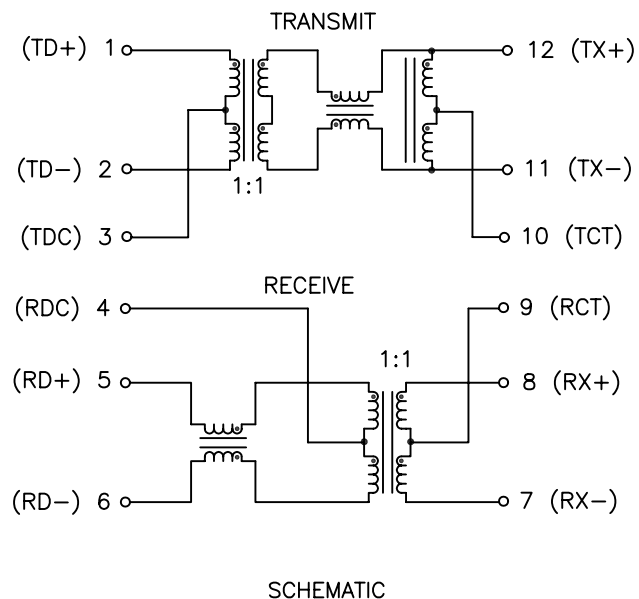 TRANSMIT
(TD+) 1
12 (TX+)
(TD-) 2
1:1
11 (TX-)
(TDC) 3
10 (TCT)
RECEIVE
(RDC) 4
9 (RCT)
1:1
(RD+) 5
8 (RX+)
(RD-) 6
7 (RX-)
SCHEMATIC